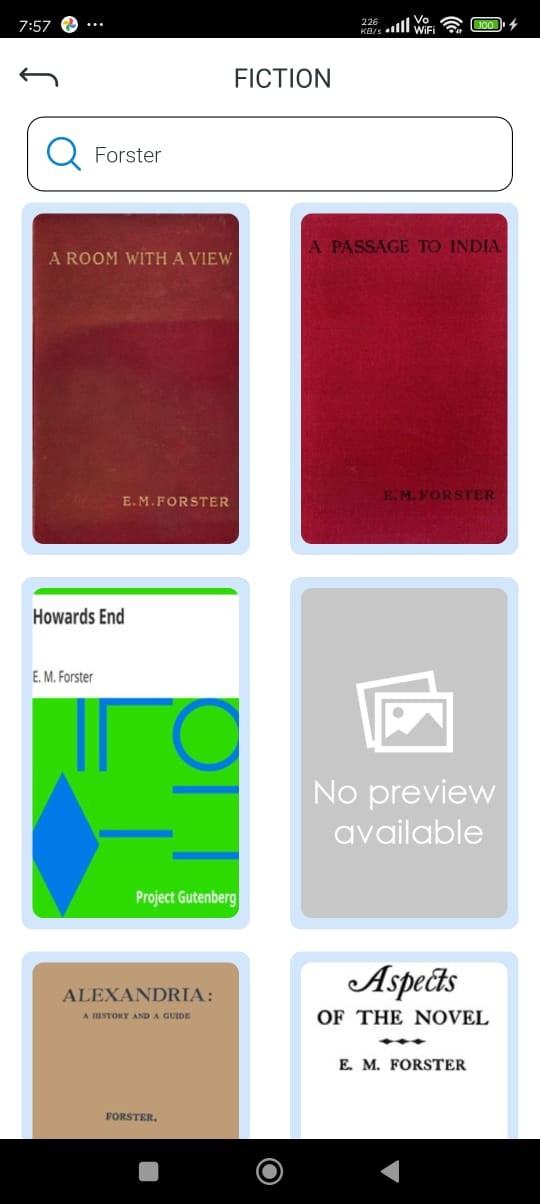 7:57
226
KB/s
Vo
WiFi
100
FICTION
Forster
A ROOM WITH A VIEW
E.M.FORSTER
A PASSAGE TO INDIA
E.M.FORSTER
Howards End
E. M. Forster
Project Gutenberg
No preview
available
ALEXANDRIA:
A HISTORY AND A GUIDE
FORSTER.
Aspects
OF THE NOVEL
E. M. FORSTER